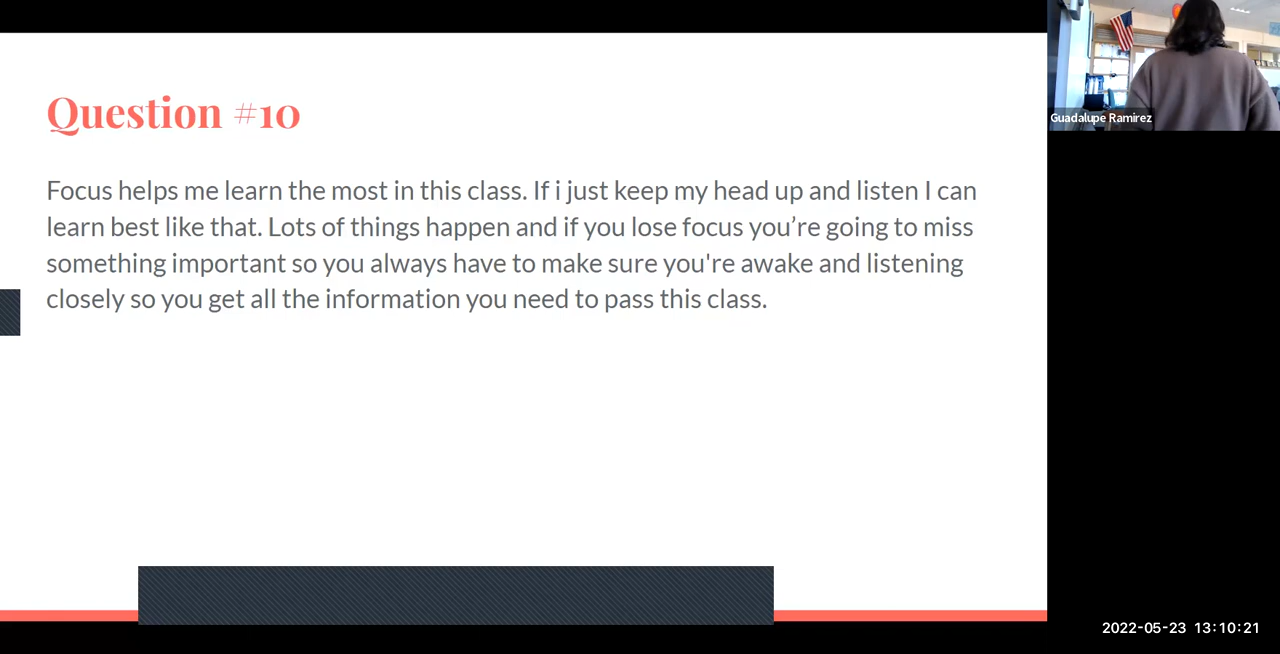 Question #10
Focus helps me learn the most in this class. If i just keep my head up and listen I can
learn best like that. Lots of things happen and if you lose focus you’re going to miss
something important so you always have to make sure you're awake and listening
closely so you get all the information you need to pass this class.
Guadalupe Ramirez
2022-05-23 13:10:21